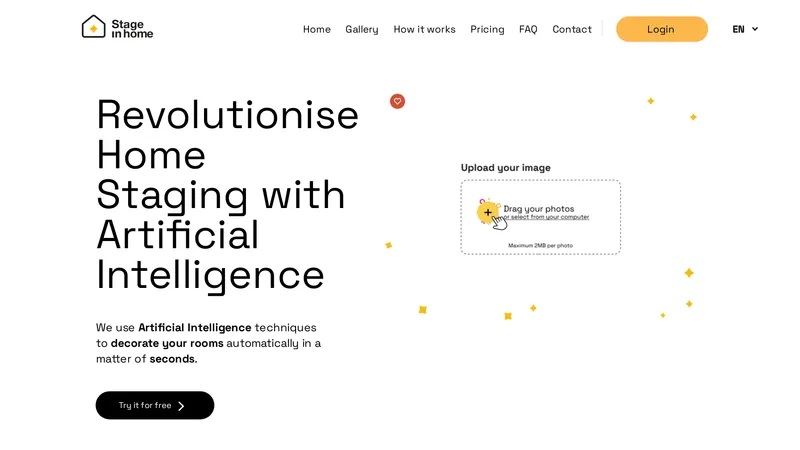 Stage
in home
Home
Gallery
How it works
Pricing
FAQ
Contact
Login
EN
Revolutionise
Home
Staging with
Artificial
Intelligence
Upload your image
Drag your photos
or select from your computer
Maximum 2MB per photo
We use Artificial Intelligence techniques
to decorate your rooms automatically in a
matter of seconds.
Try it for free